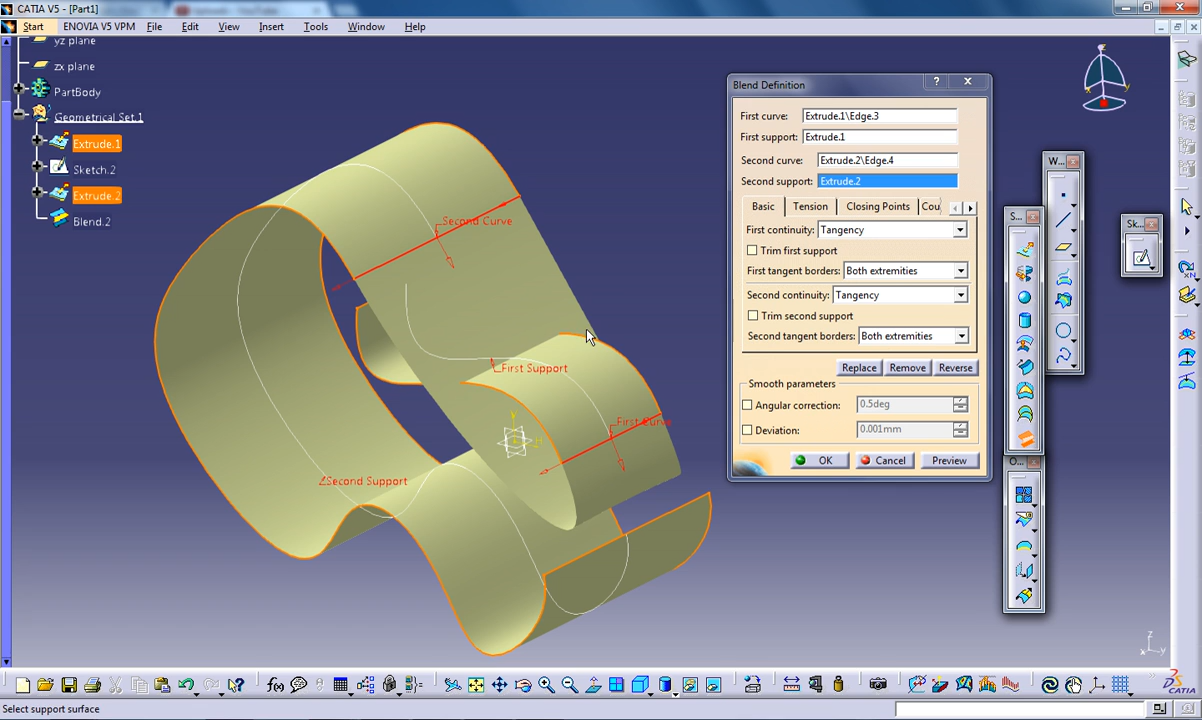 CATIA V5 - [Part1]
Start ENOVIA V5 VPM File Edit View Insert Tools Window Help
yz plane
zx plane
PartBody
Geometrical Set.1
Extrude.1
Sketch.2
Extrude.2
Blend.2
Second Curve
First Support
First Curve
Second Support
Blend Definition
First curve: Extrude.1\Edge.3
First support: Extrude.1
Second curve: Extrude.2\Edge.4
Second support: Extrude.2
Basic Tension Closing Points Cou
First continuity: Tangency
Trim first support
First tangent borders: Both extremities
Second continuity: Tangency
Trim second support
Second tangent borders: Both extremities
Replace Remove Reverse
Smooth parameters
Angular correction: 0.5deg
Deviation: 0.001mm
OK Cancel Preview
W...
S...
Sk...
O...
z
x
CATIA
Select support surface